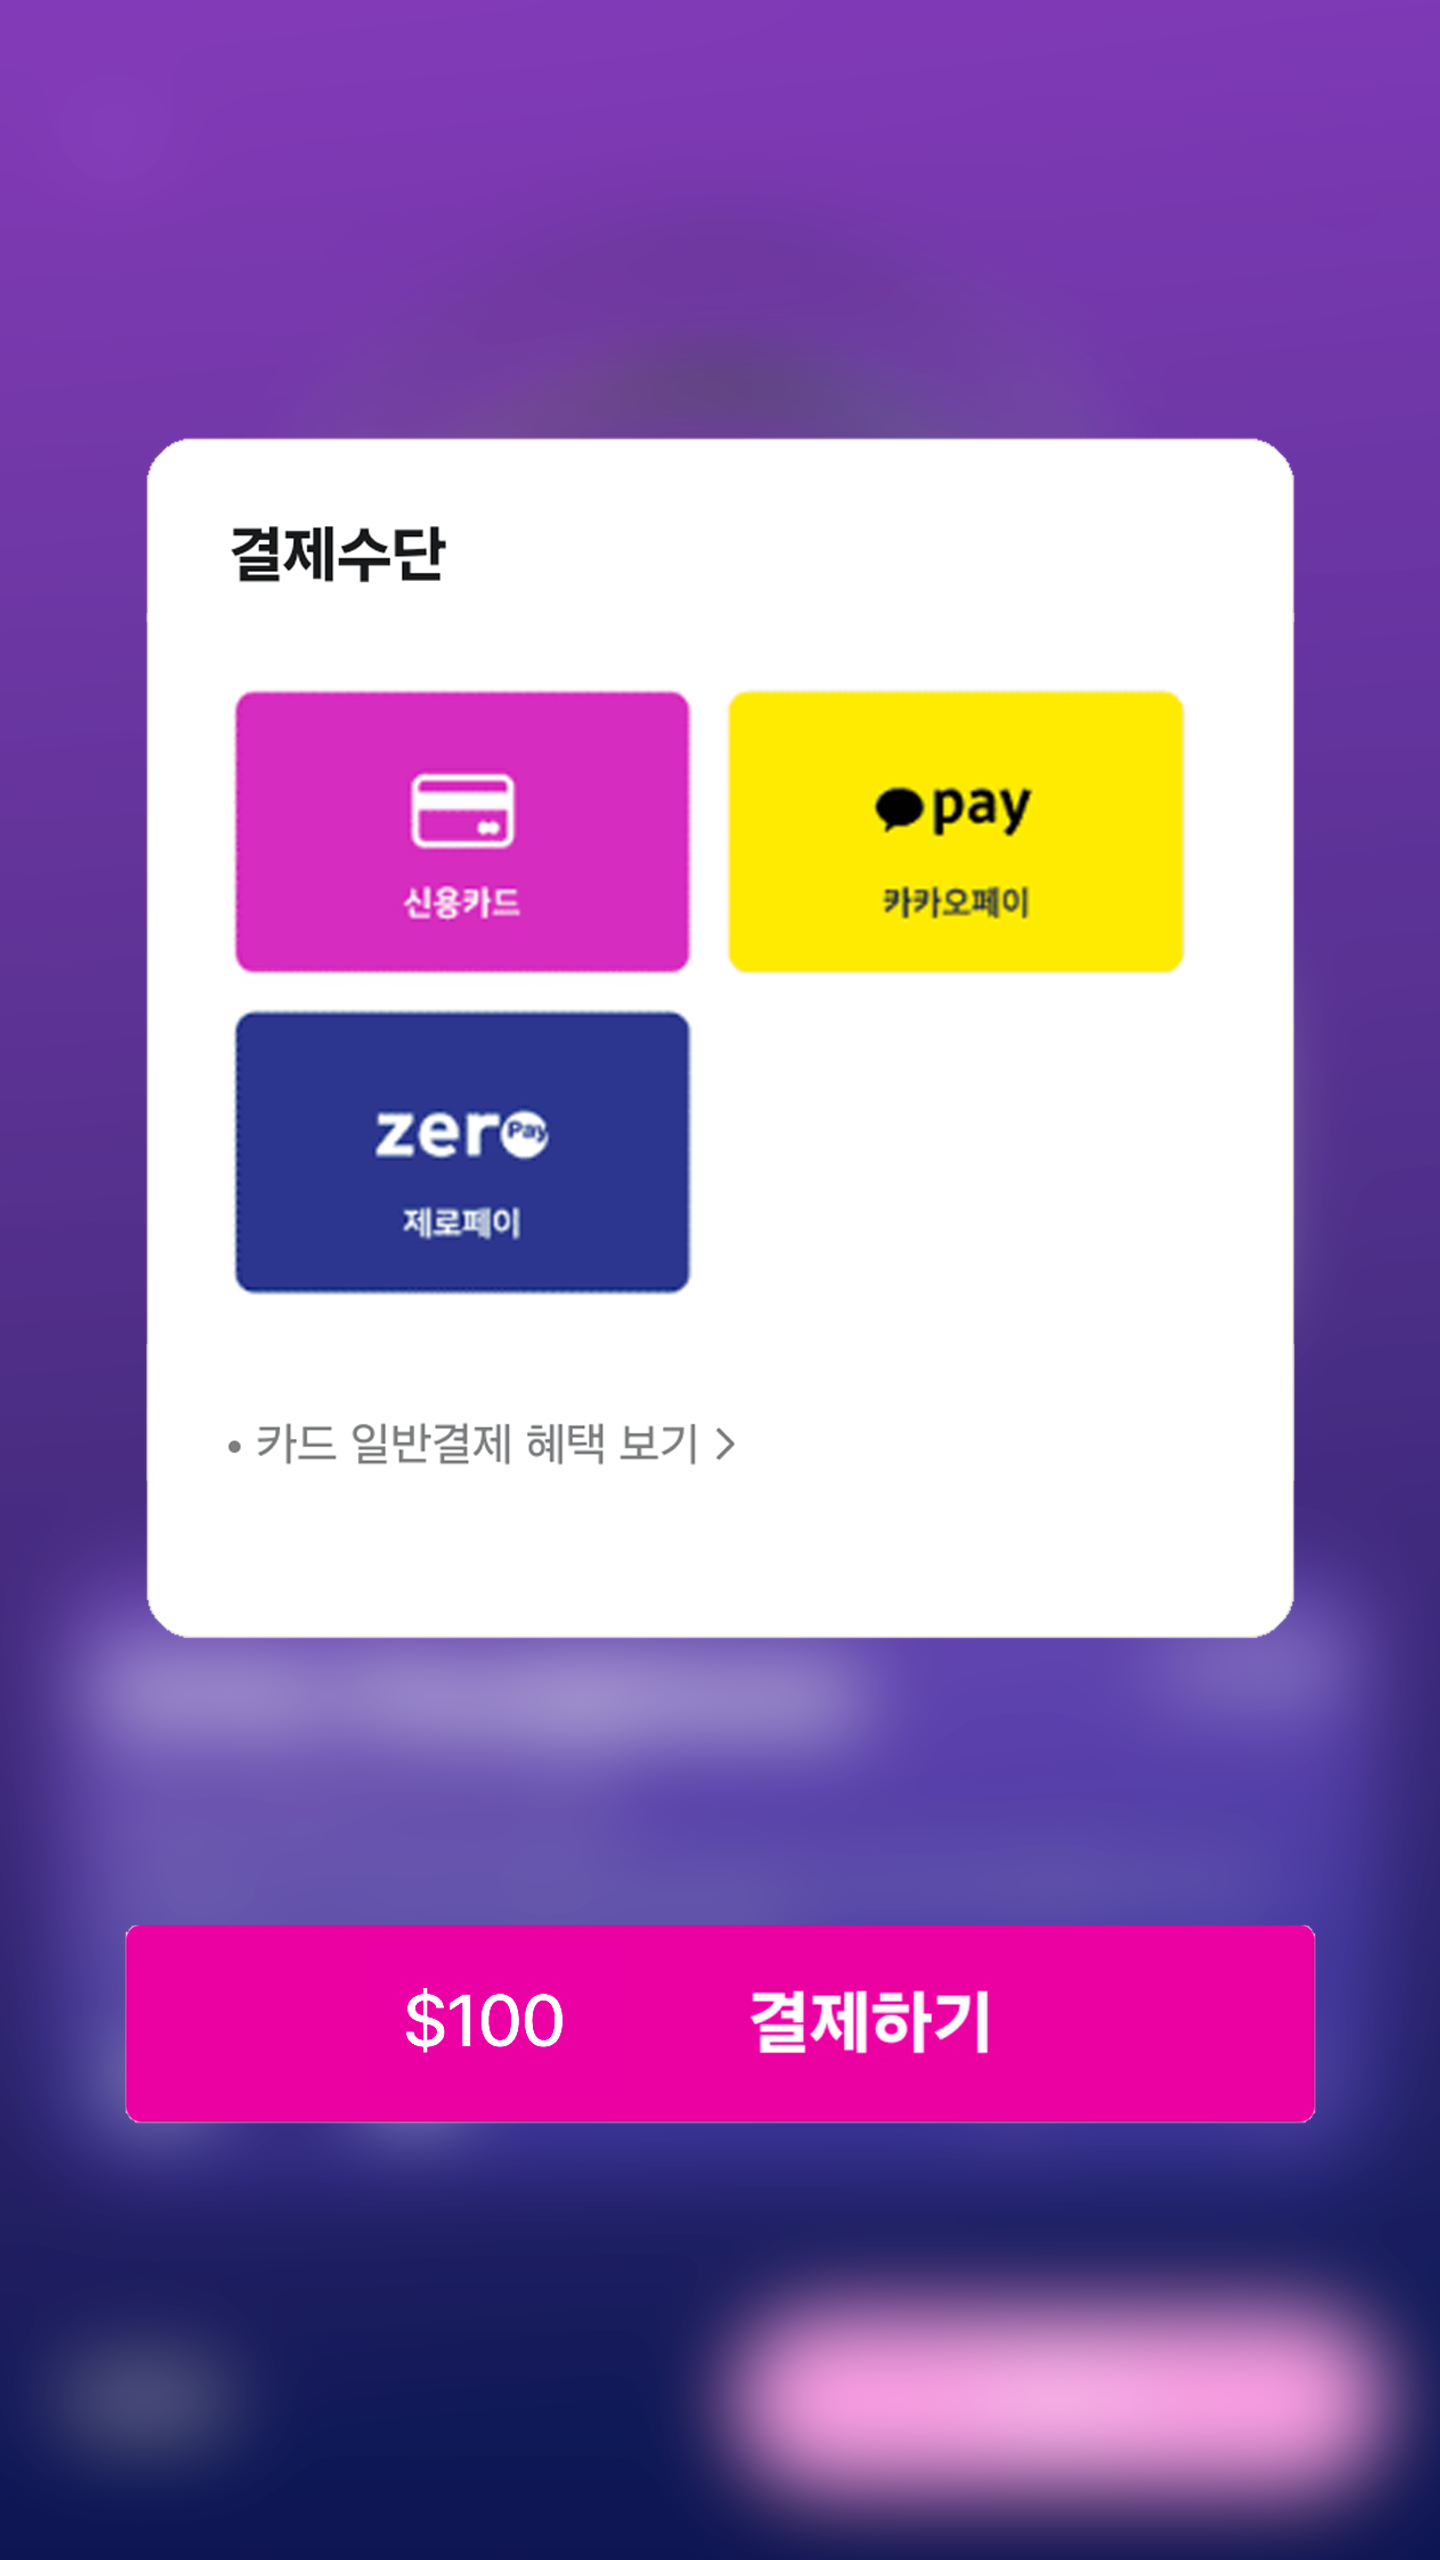 결제수단
신용카드
pay
카카오페이
zero Pay
제로페이
• 카드 일반결제 혜택 보기 >
$100 결제하기